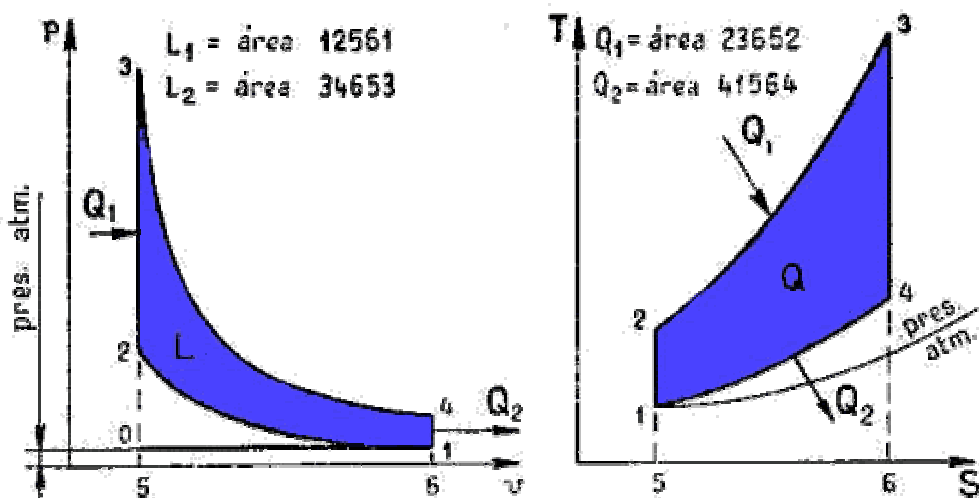 P
L₁ = área 12561
L₂ = área 34653
3
Q₁
pres. atm.
2
L
4
Q₂
0
1
5
6
v
T
Q₁ = área 23652
Q₂ = área 41564
3
Q₁
Q
2
4
pres.
atm.
1
Q₂
5
6
S